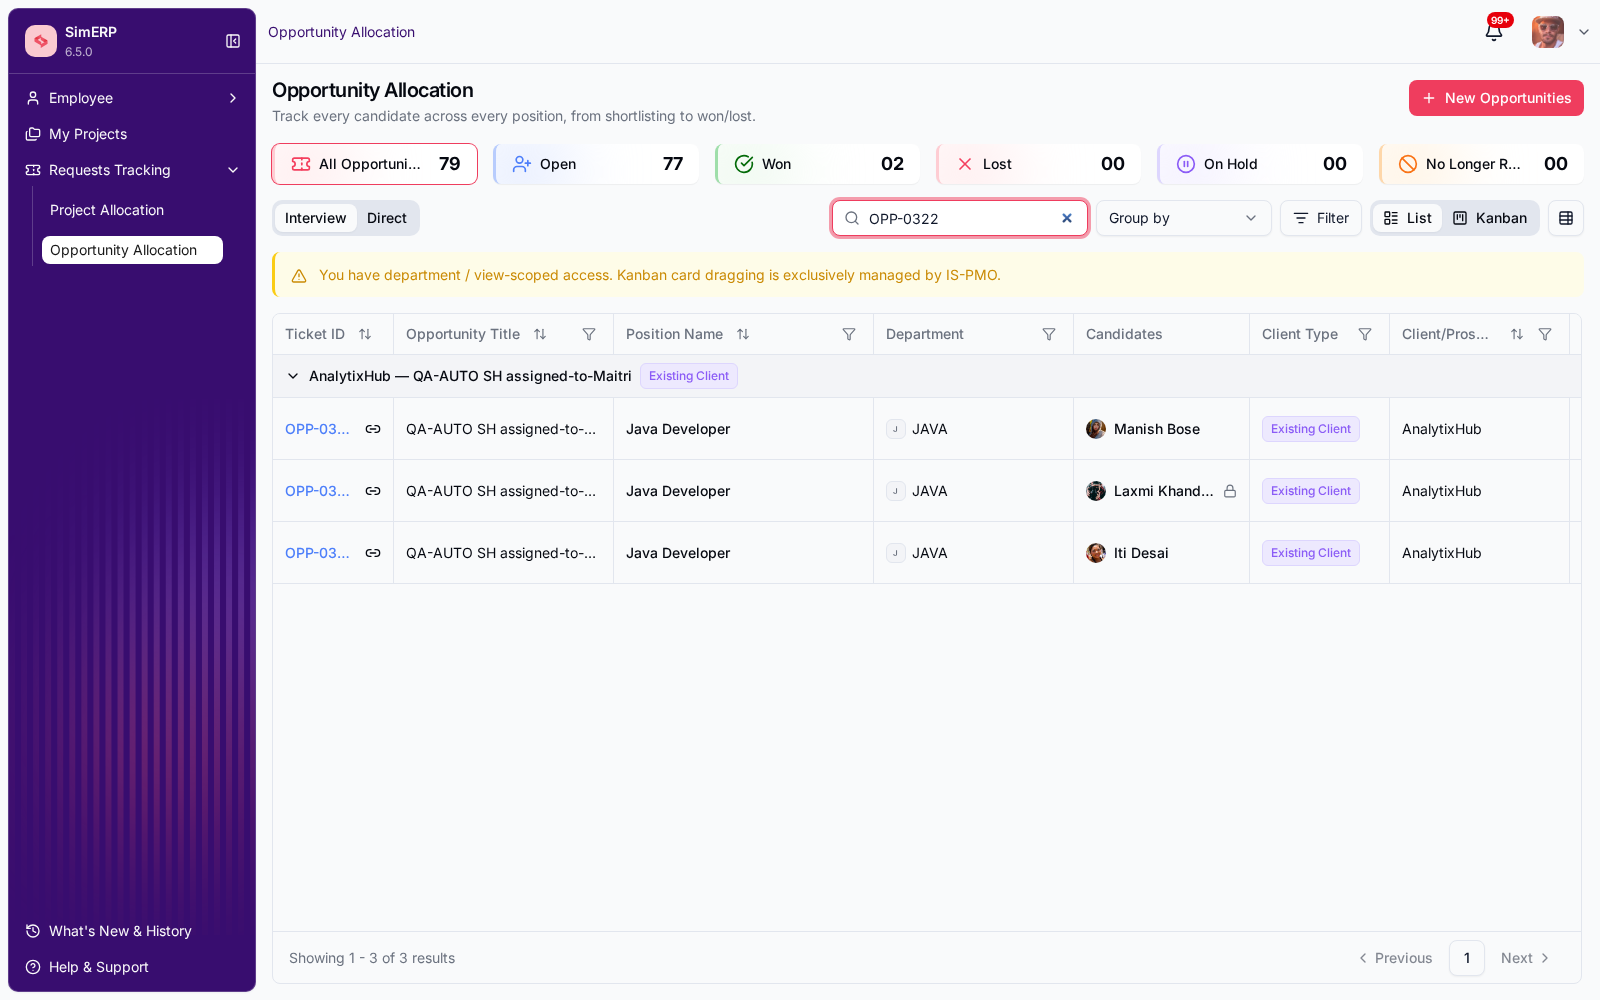 SimERP
6.5.0
Employee
My Projects
Requests Tracking
Project Allocation
Opportunity Allocation
What's New & History
Help & Support
Opportunity Allocation
99+
Opportunity Allocation
Track every candidate across every position, from shortlisting to won/lost.
New Opportunities
All Opportuni... 79
Open 77
Won 02
Lost 00
On Hold 00
No Longer R... 00
Interview Direct
OPP-0322
Group by
Filter
List Kanban
You have department / view-scoped access. Kanban card dragging is exclusively managed by IS-PMO.
Ticket ID Opportunity Title Position Name Department Candidates Client Type Client/Pros...
AnalytixHub — QA-AUTO SH assigned-to-Maitri Existing Client
OPP-03... QA-AUTO SH assigned-to-... Java Developer J JAVA Manish Bose Existing Client AnalytixHub
OPP-03... QA-AUTO SH assigned-to-... Java Developer J JAVA Laxmi Khand... Existing Client AnalytixHub
OPP-03... QA-AUTO SH assigned-to-... Java Developer J JAVA Iti Desai Existing Client AnalytixHub
Showing 1 - 3 of 3 results
Previous 1 Next